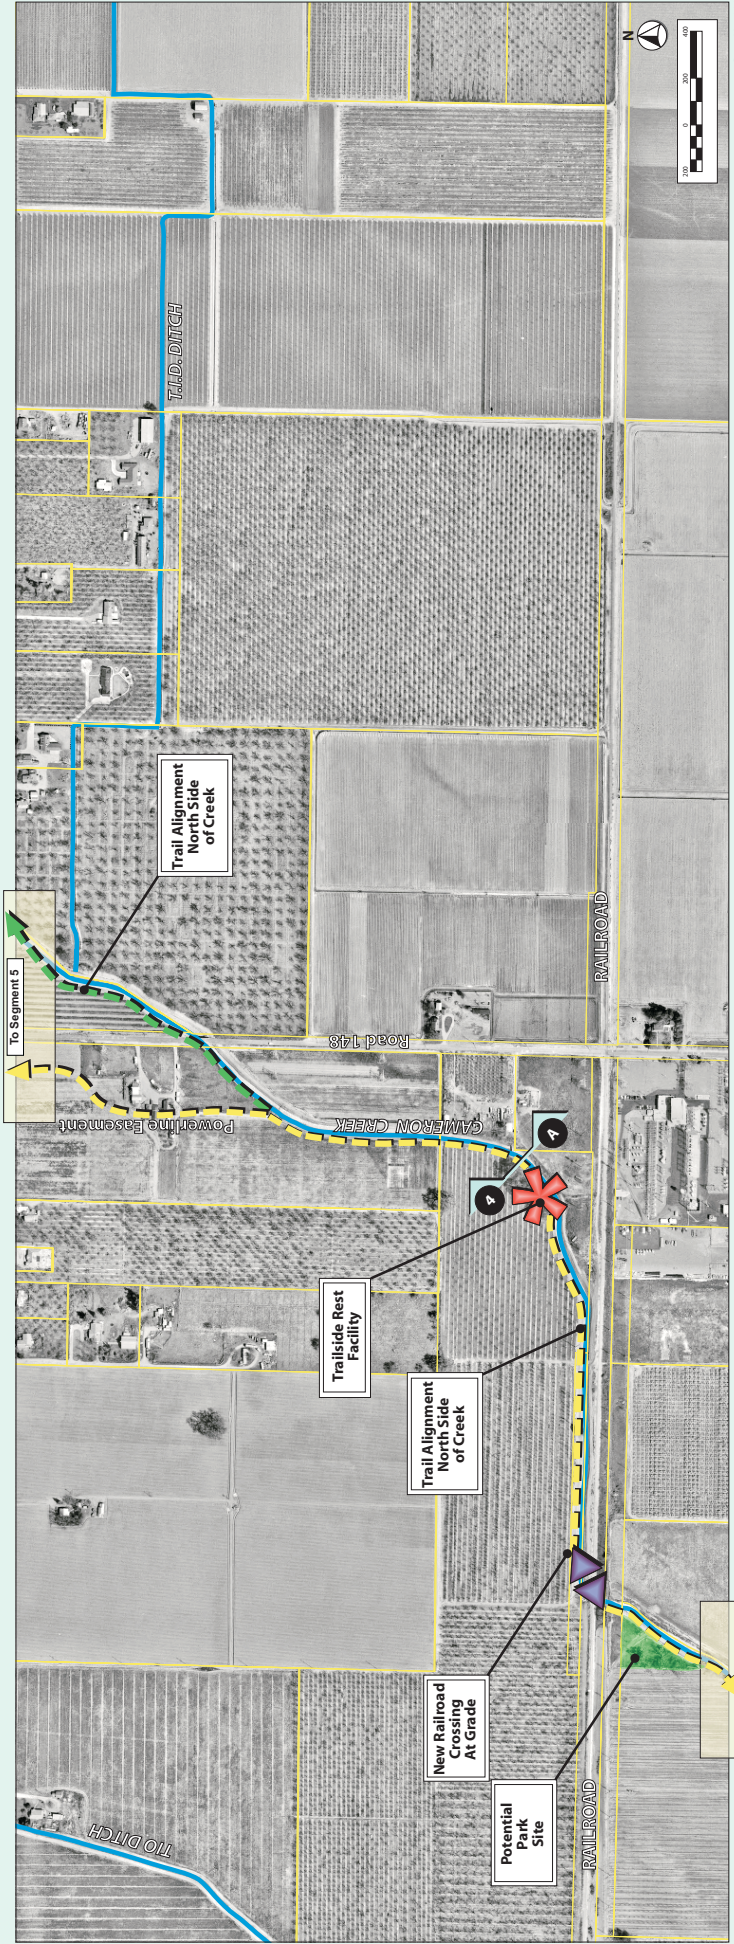 To Segment 5
T.I.D. DITCH
Trail Alignment
North Side
of Creek
Road 148
Powerline Easement
CAMERON CREEK
RAILROAD
4
A
Trailside Rest
Facility
Trail Alignment
North Side
of Creek
New Railroad
Crossing
At Grade
Potential
Park
Site
RAILROAD
TIO DITCH
N
200
0
200
400